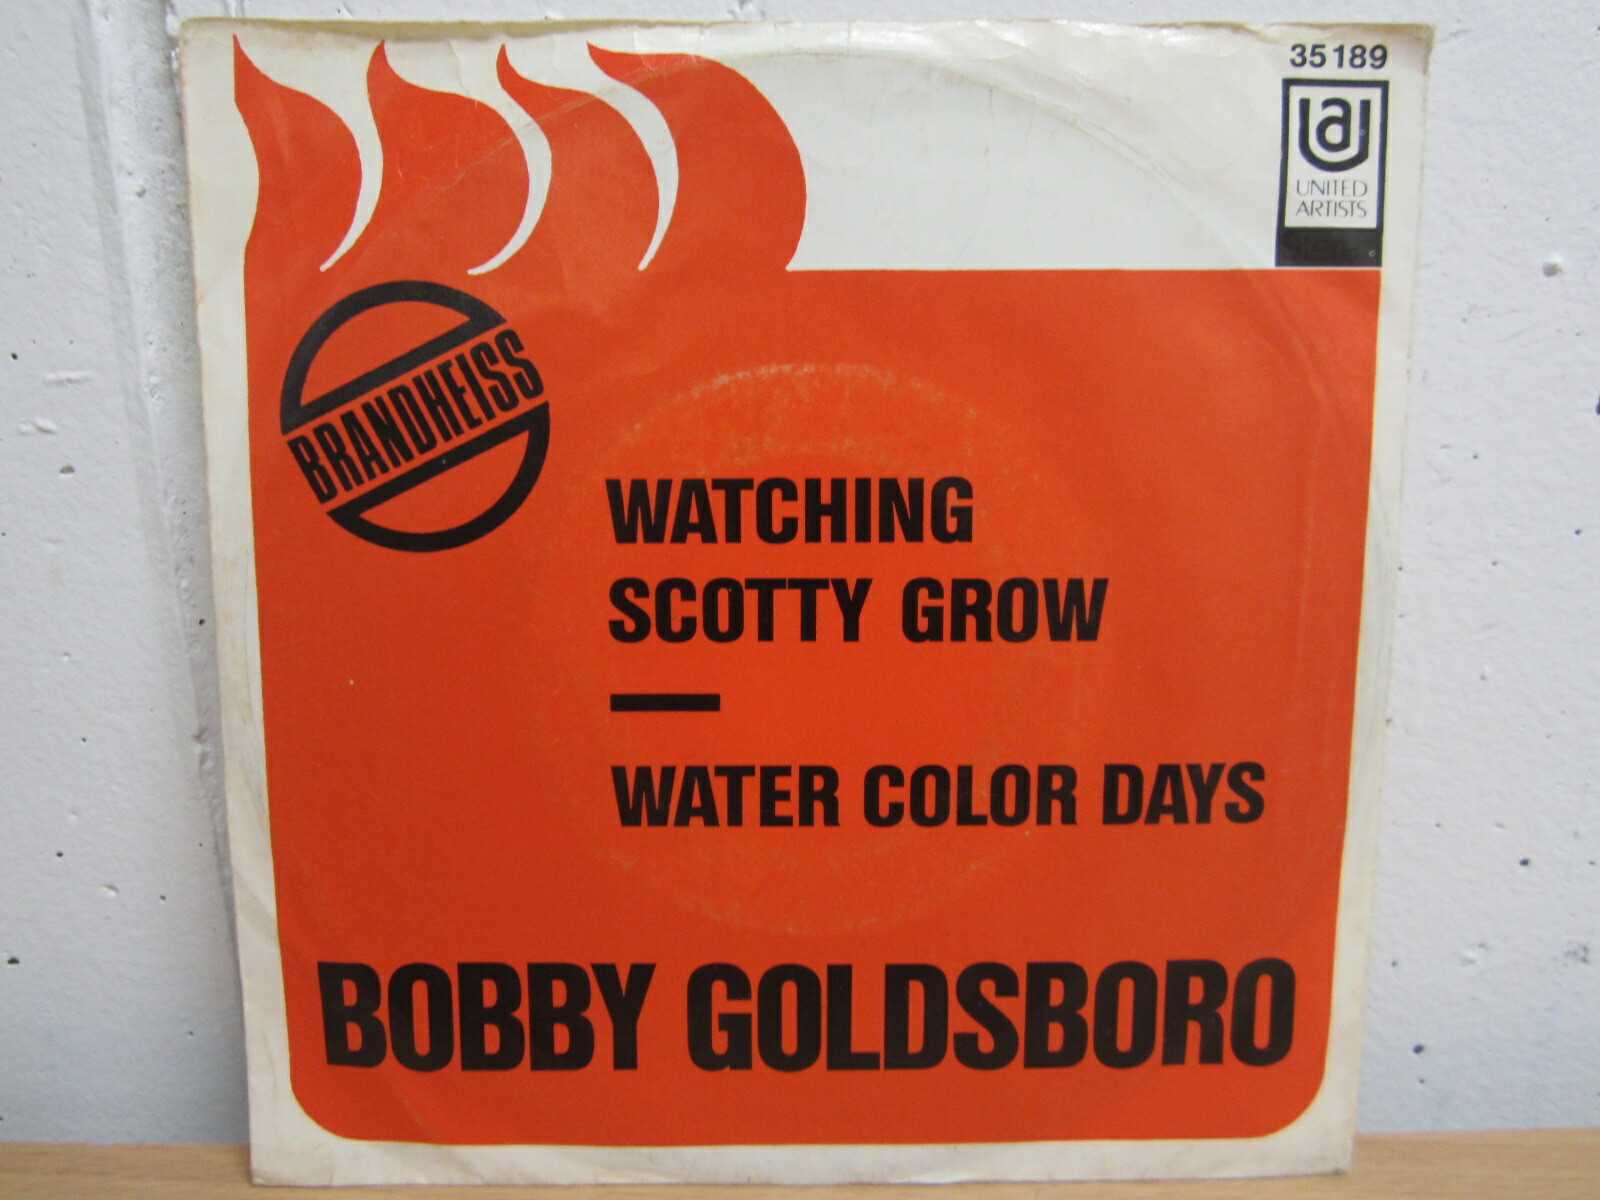 35189
UNITED
ARTISTS
BRANDHEISS
WATCHING
SCOTTY GROW
WATER COLOR DAYS
BOBBY GOLDSBORO